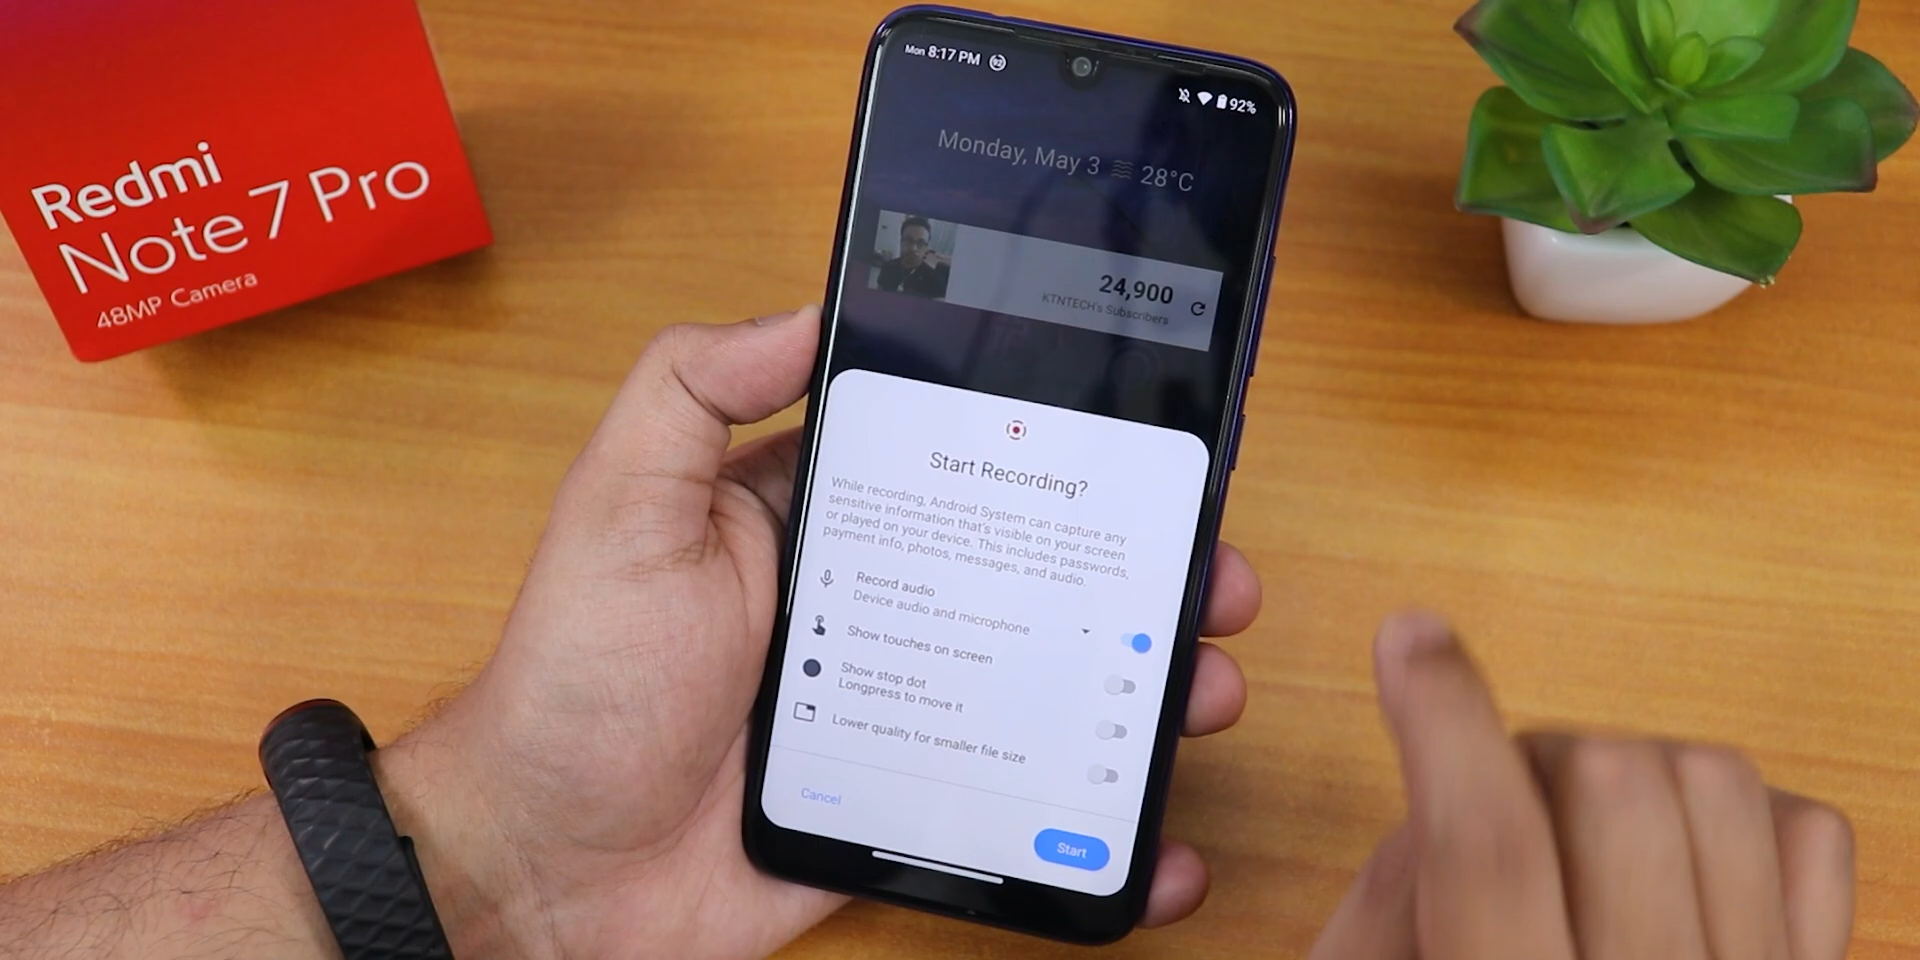 Redmi
Note 7 Pro
48MP Camera
Mon 8:17 PM 92
92%
Monday, May 3 28°C
24,900
KTNTECH's Subscribers
Start Recording?
While recording, Android System can capture any
sensitive information that's visible on your screen
or played on your device. This includes passwords,
payment info, photos, messages, and audio.
Record audio
Device audio and microphone
Show touches on screen
Show stop dot
Longpress to move it
Lower quality for smaller file size
Cancel
Start